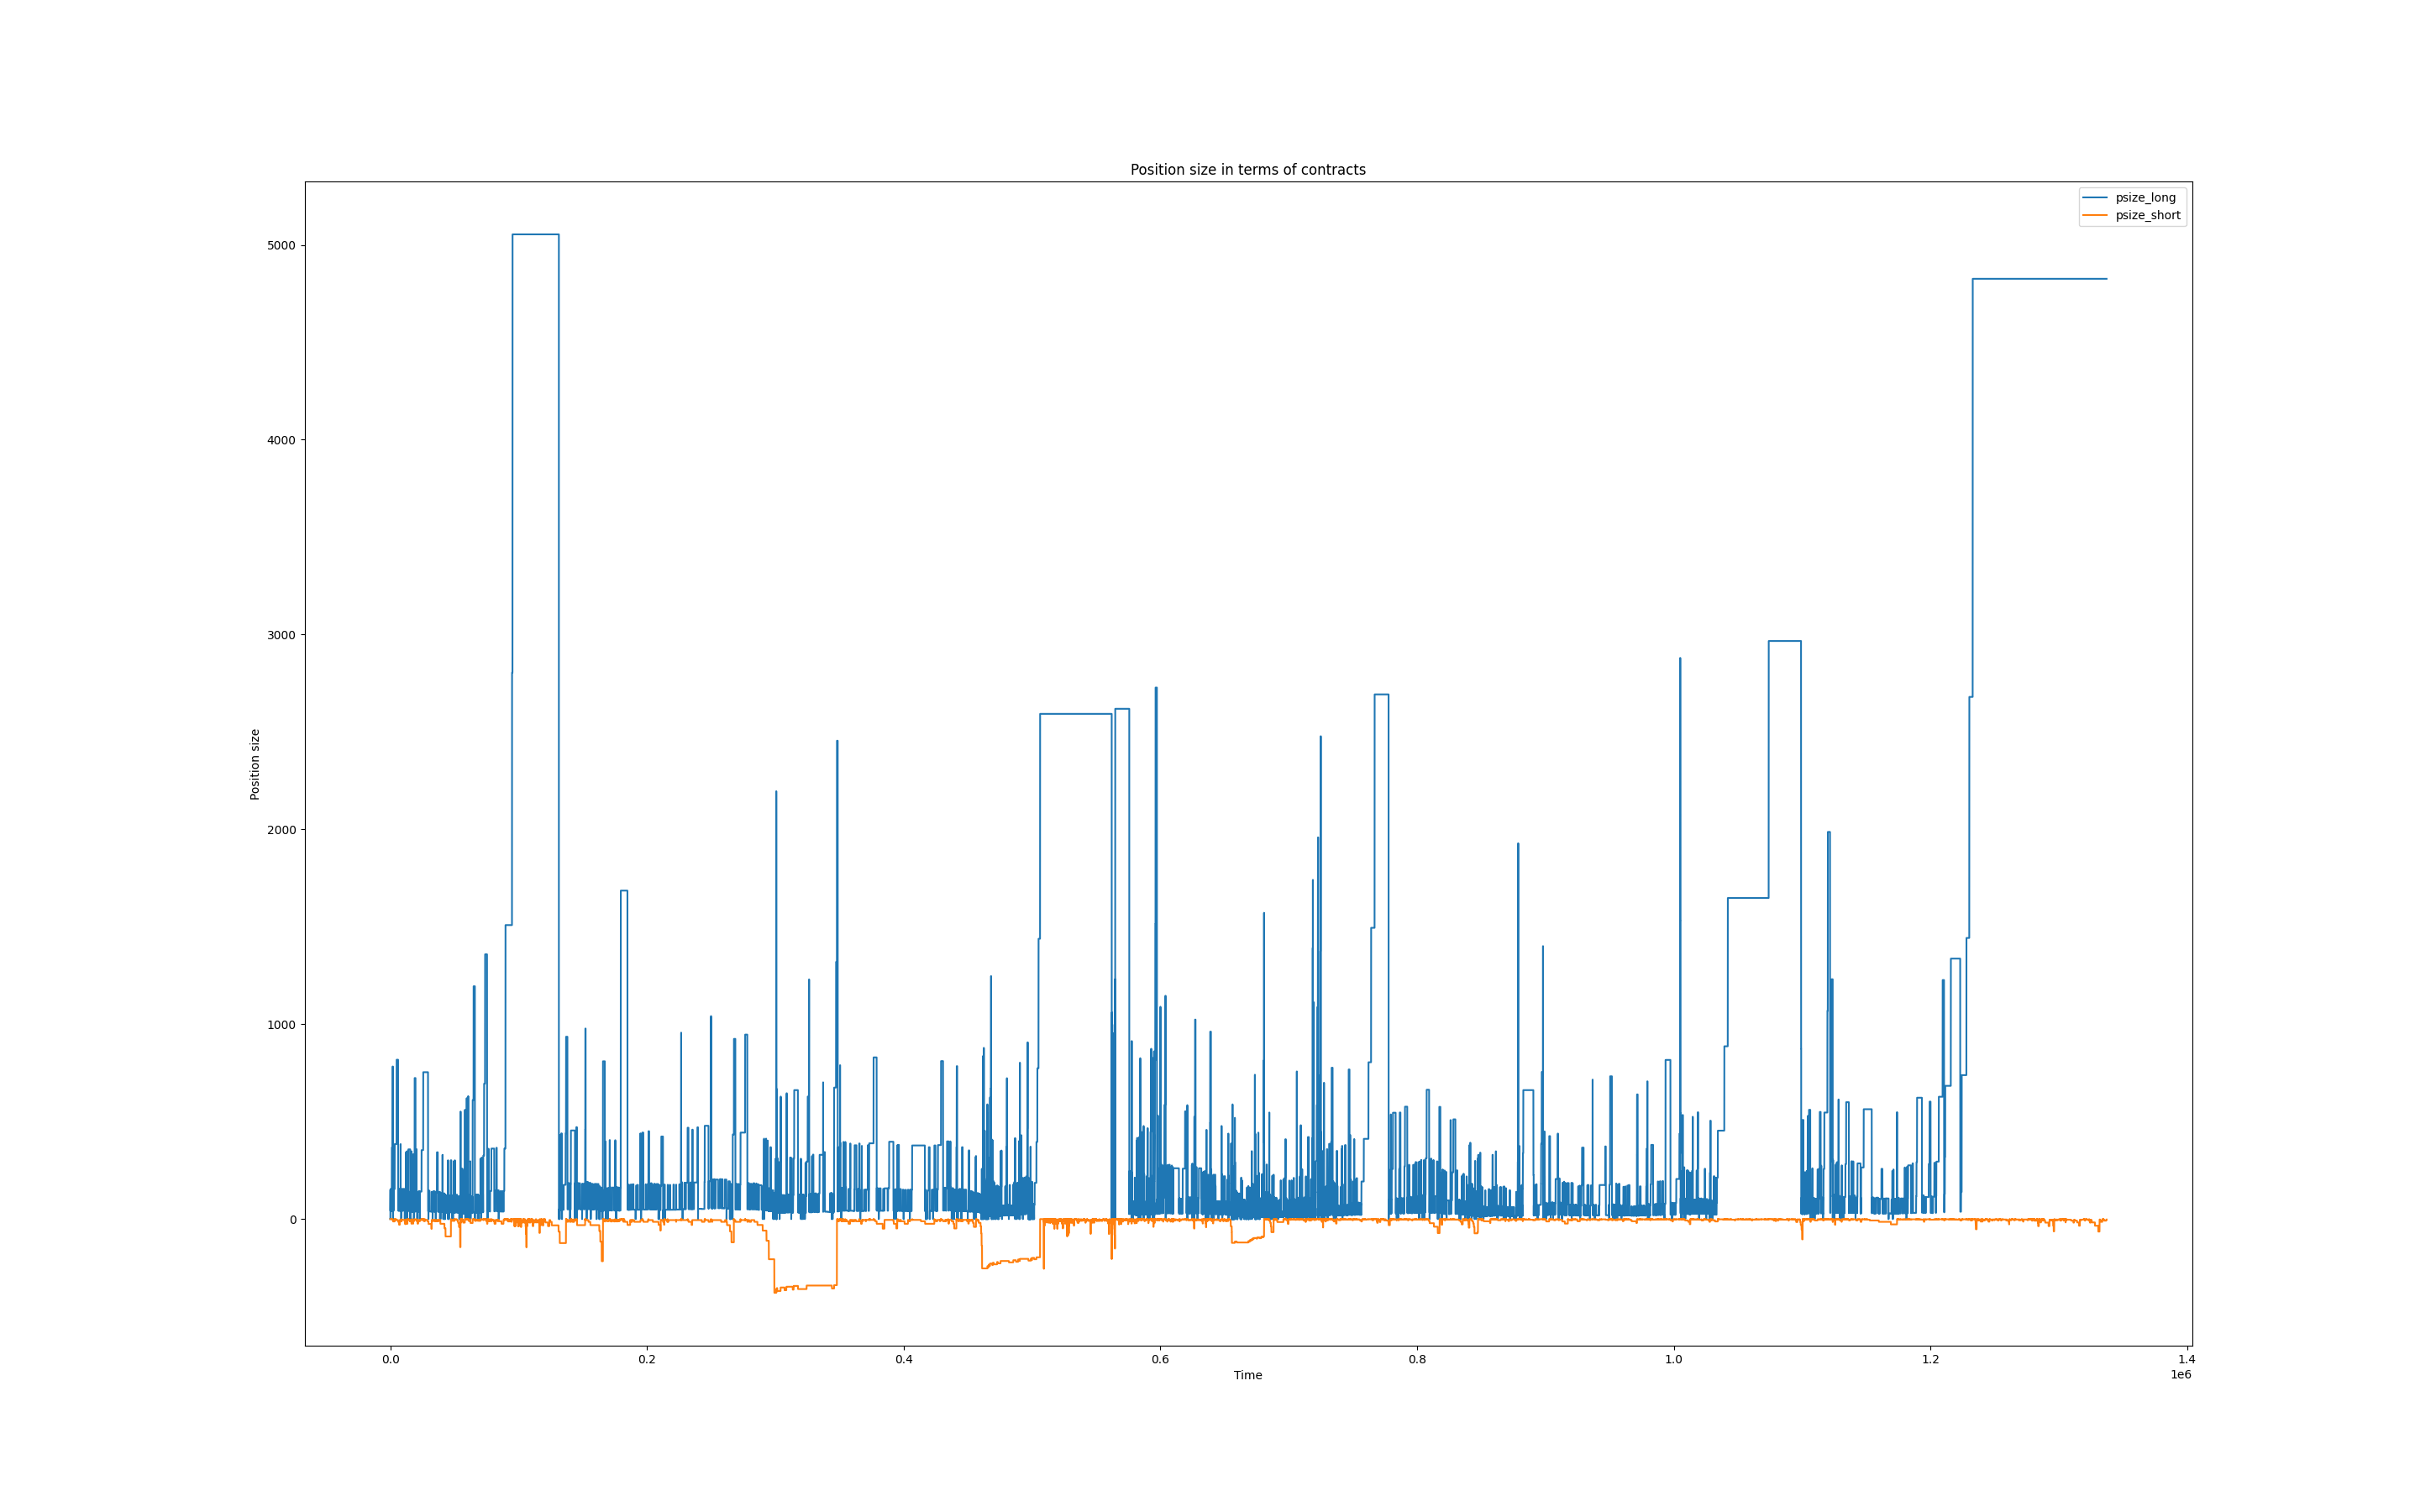 Position size in terms of contracts
psize_long
psize_short
5000
4000
3000
2000
1000
0
Position size
0.0
0.2
0.4
0.6
0.8
1.0
1.2
1.4
Time
1e6